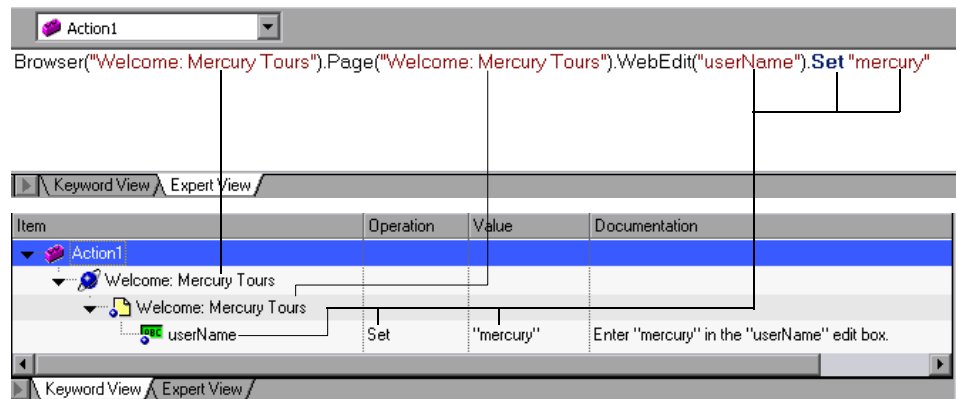 Action1
Browser("Welcome: Mercury Tours").Page("Welcome: Mercury Tours").WebEdit("userName").Set "mercury"
Keyword View Expert View
Item Operation Value Documentation
Action1
Welcome: Mercury Tours
Welcome: Mercury Tours
ABC userName Set "mercury" Enter "mercury" in the "userName" edit box.
Keyword View Expert View